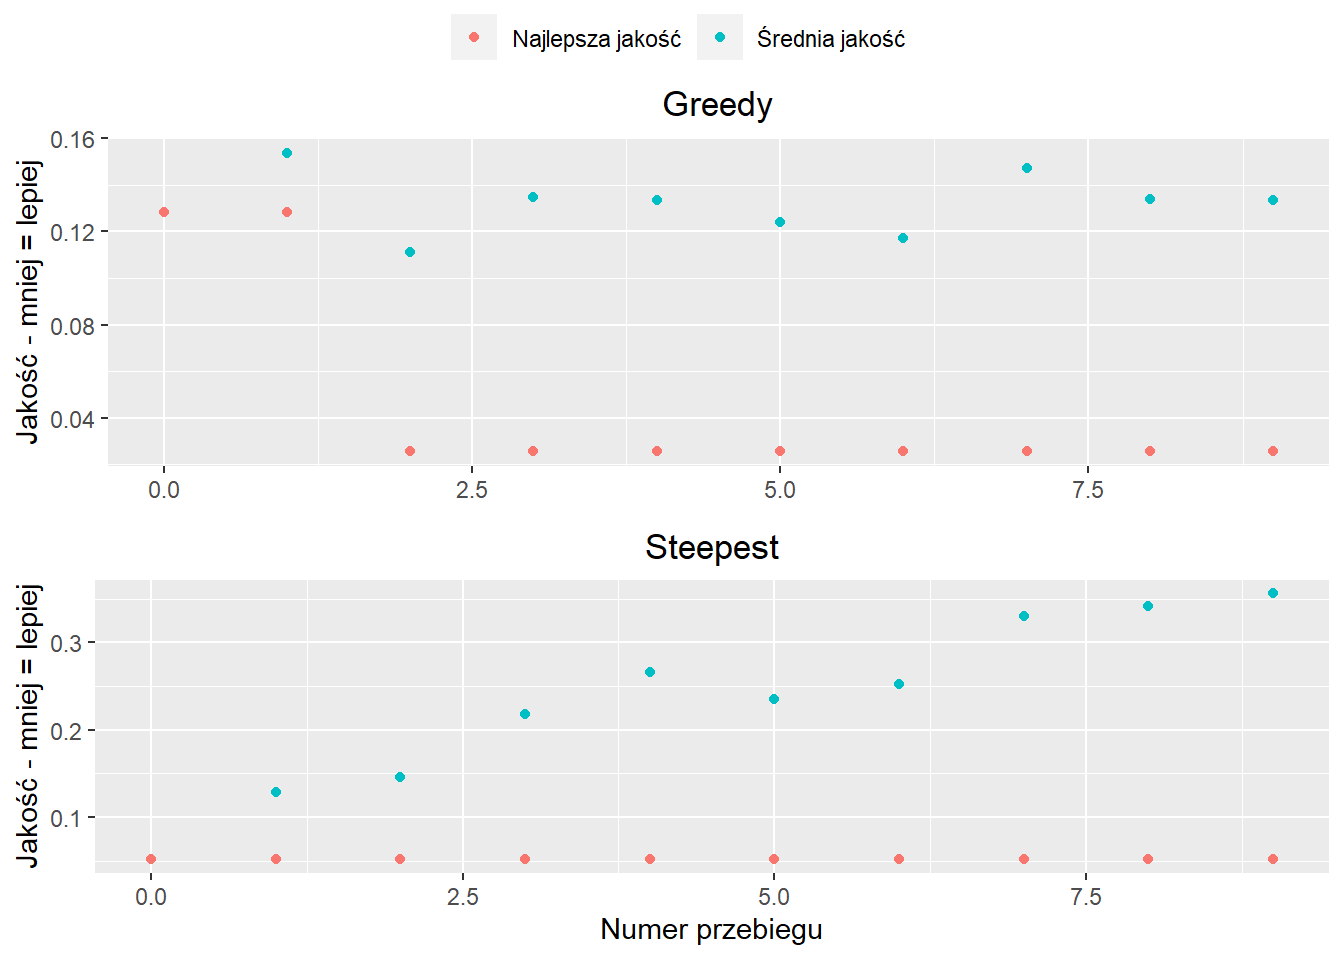 Najlepsza jakość Średnia jakość
Greedy
Jakość - mniej = lepiej
0.16
0.12
0.08
0.04
0.0 2.5 5.0 7.5
Steepest
Jakość - mniej = lepiej
0.3
0.2
0.1
0.0 2.5 5.0 7.5
Numer przebiegu